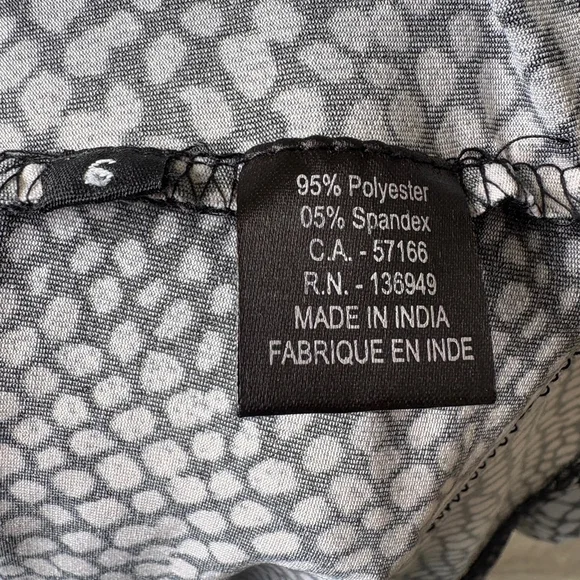 6
95% Polyester
05% Spandex
C.A. - 57166
R.N. - 136949
MADE IN INDIA
FABRIQUE EN INDE